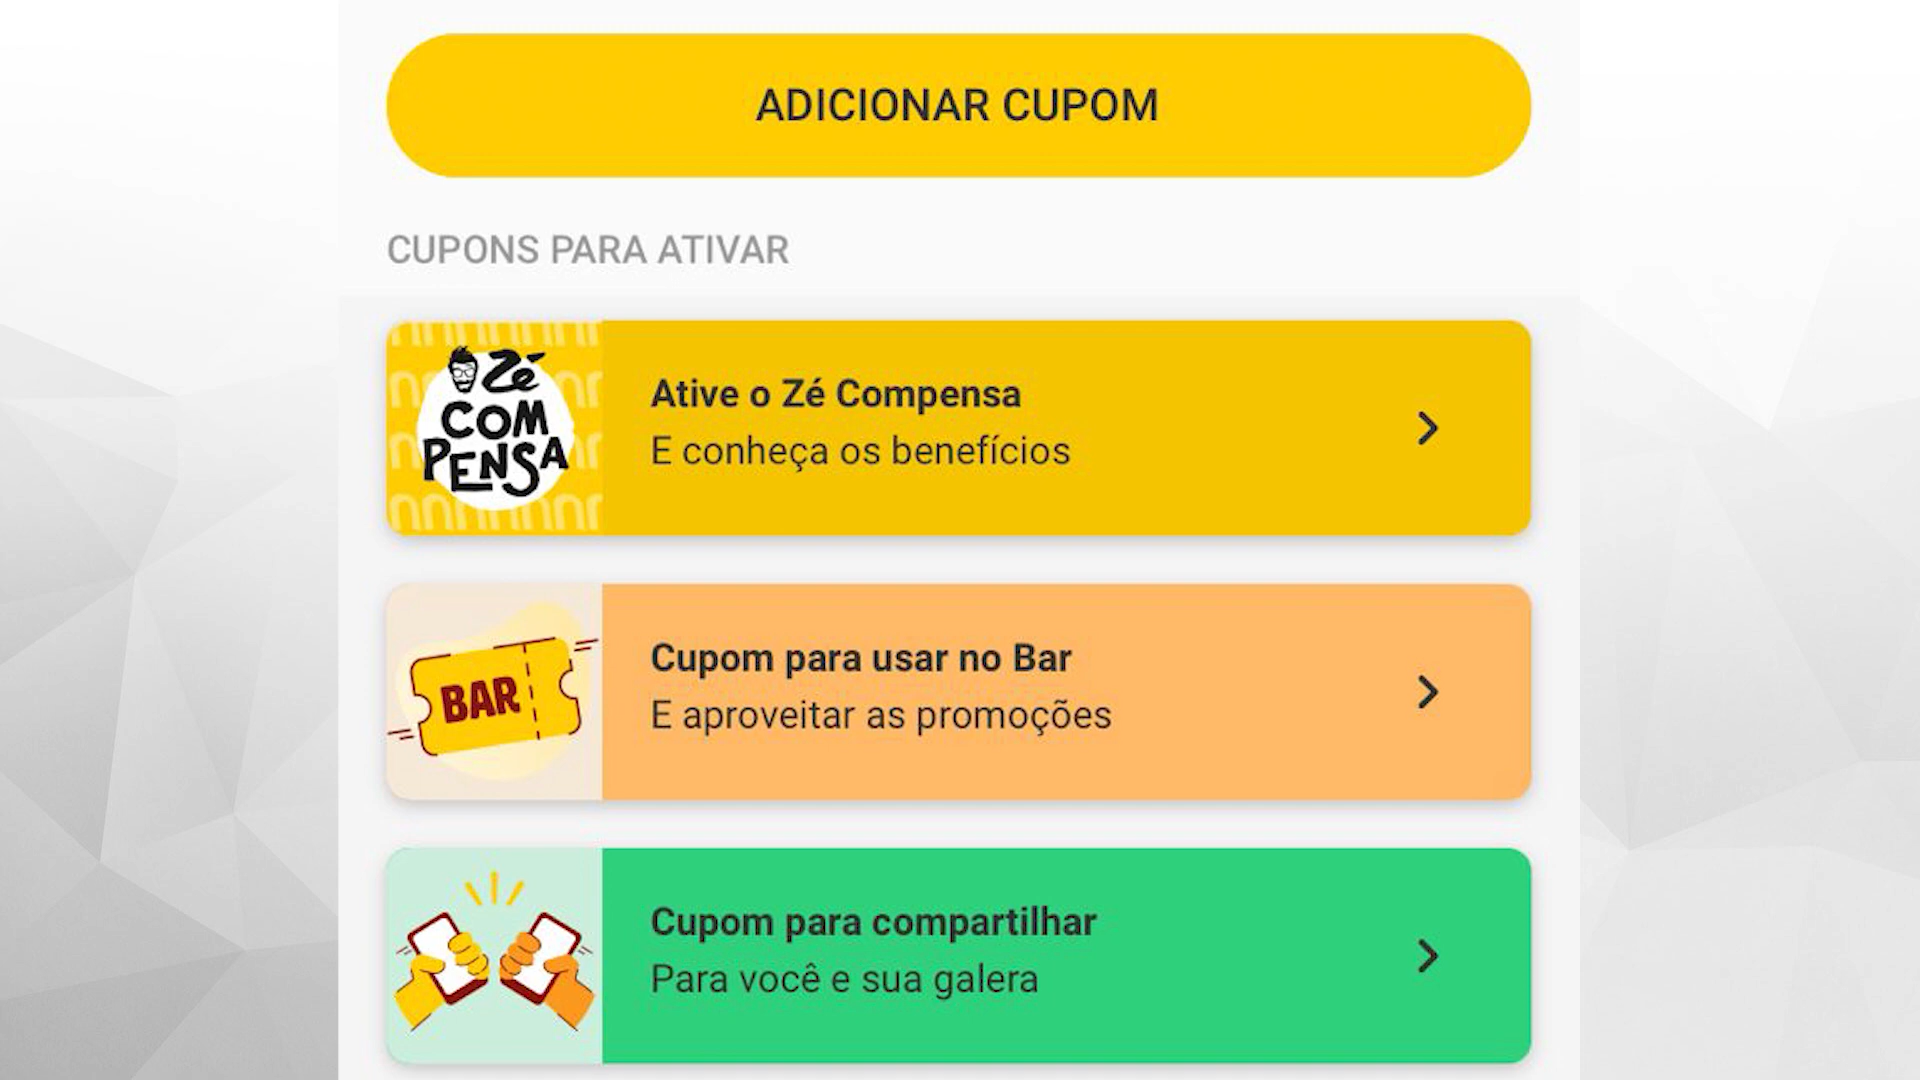 ADICIONAR CUPOM
CUPONS PARA ATIVAR
Zé
COM
PENSA
Ative o Zé Compensa
E conheça os benefícios
BAR
Cupom para usar no Bar
E aproveitar as promoções
Cupom para compartilhar
Para você e sua galera